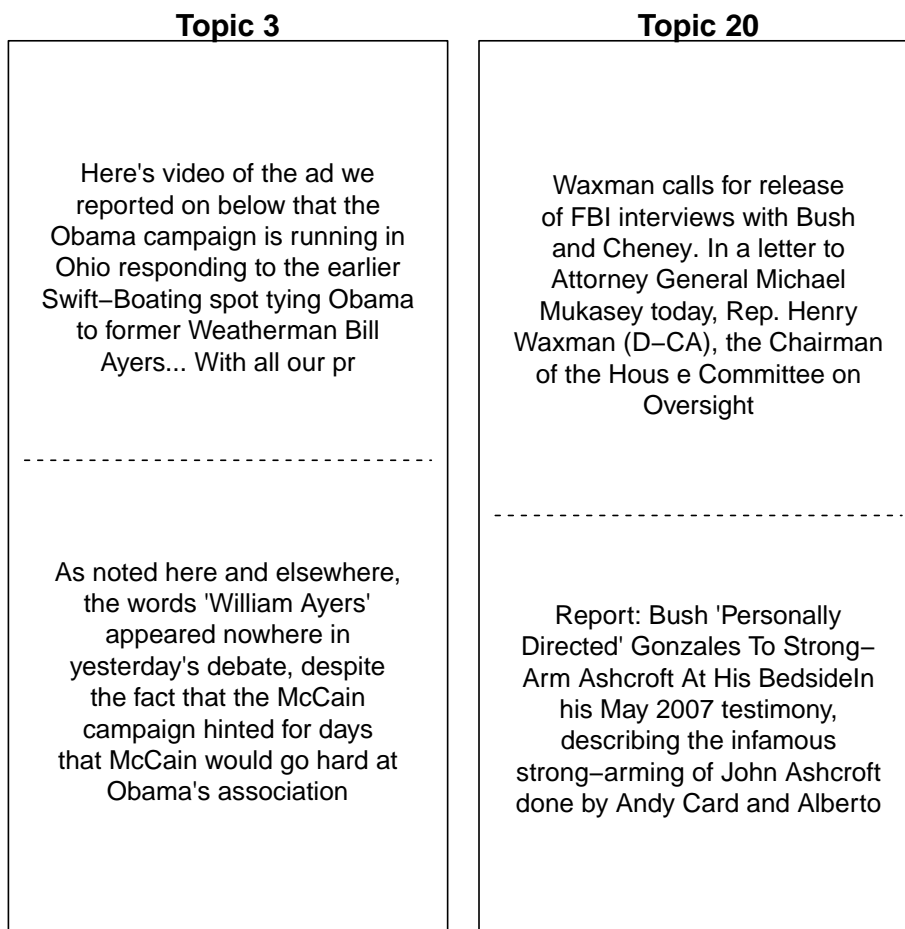 Topic 3
Here's video of the ad we
reported on below that the
Obama campaign is running in
Ohio responding to the earlier
Swift−Boating spot tying Obama
to former Weatherman Bill
Ayers... With all our pr
As noted here and elsewhere,
the words 'William Ayers'
appeared nowhere in
yesterday's debate, despite
the fact that the McCain
campaign hinted for days
that McCain would go hard at
Obama's association
Topic 20
Waxman calls for release
of FBI interviews with Bush
and Cheney. In a letter to
Attorney General Michael
Mukasey today, Rep. Henry
Waxman (D−CA), the Chairman
of the Hous e Committee on
Oversight
Report: Bush 'Personally
Directed' Gonzales To Strong−
Arm Ashcroft At His BedsideIn
his May 2007 testimony,
describing the infamous
strong−arming of John Ashcroft
done by Andy Card and Alberto